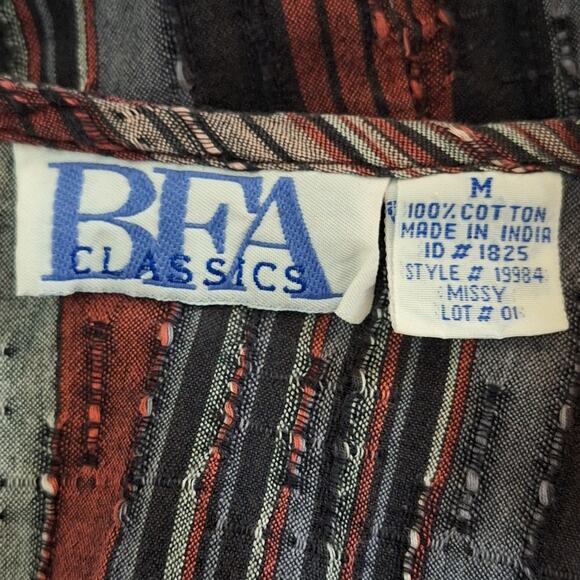 BFA
CLASSICS
M
100% COTTON
MADE IN INDIA
ID # 1825
STYLE # 19984
MISSY
LOT # 01